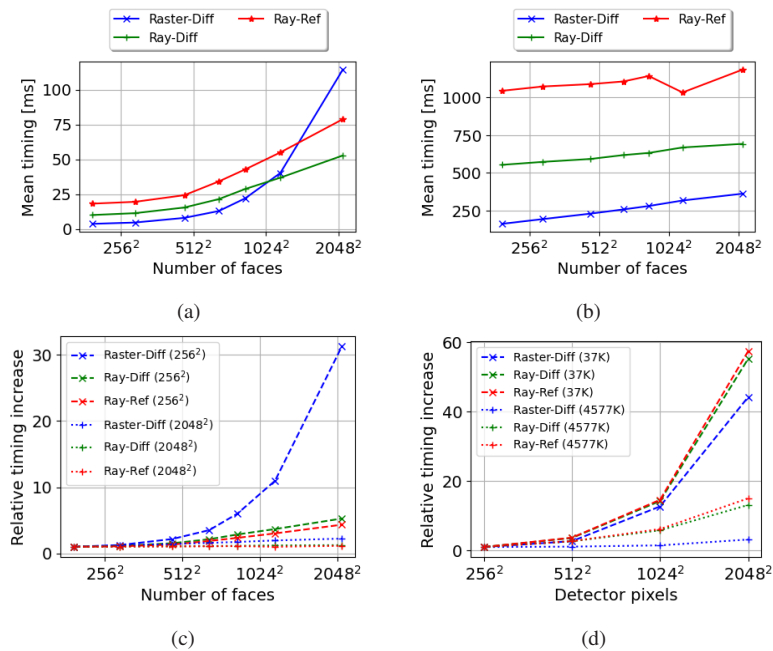 Raster-Diff
Ray-Diff
Ray-Ref
Mean timing [ms]
100
75
50
25
0
256²
512²
1024²
2048²
Number of faces
(a)
Raster-Diff
Ray-Diff
Ray-Ref
Mean timing [ms]
1000
750
500
250
256²
512²
1024²
2048²
Number of faces
(b)
Relative timing increase
30
20
10
0
Raster-Diff (256²)
Ray-Diff (256²)
Ray-Ref (256²)
Raster-Diff (2048²)
Ray-Diff (2048²)
Ray-Ref (2048²)
256²
512²
1024²
2048²
Number of faces
(c)
Relative timing increase
60
40
20
0
Raster-Diff (37K)
Ray-Diff (37K)
Ray-Ref (37K)
Raster-Diff (4577K)
Ray-Diff (4577K)
Ray-Ref (4577K)
256²
512²
1024²
2048²
Detector pixels
(d)